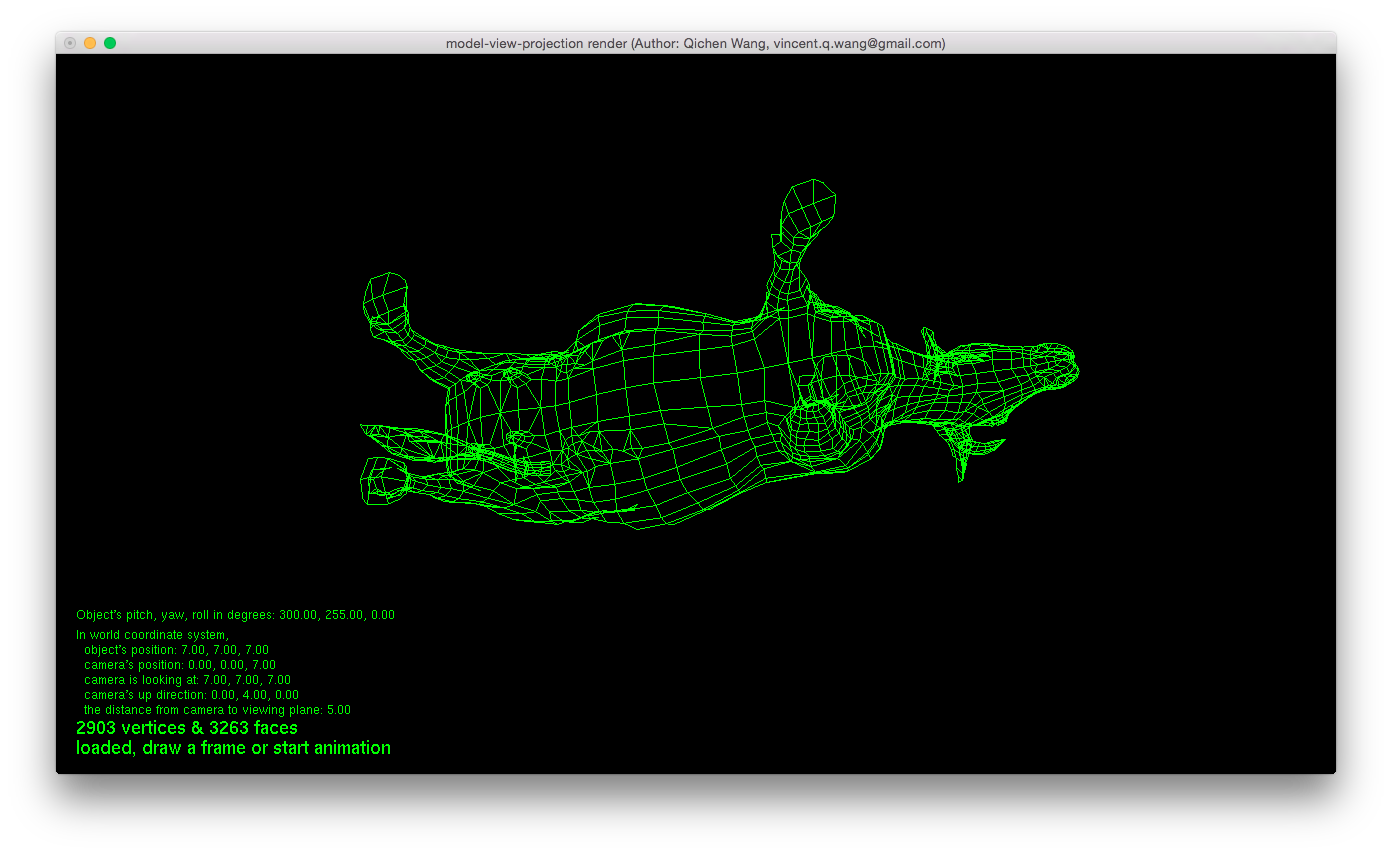 model-view-projection render (Author: Qichen Wang, vincent.q.wang@gmail.com)
Object's pitch, yaw, roll in degrees: 300.00, 255.00, 0.00
In world coordinate system,
object's position: 7.00, 7.00, 7.00
camera's position: 0.00, 0.00, 7.00
camera is looking at: 7.00, 7.00, 7.00
camera's up direction: 0.00, 4.00, 0.00
the distance from camera to viewing plane: 5.00
2903 vertices & 3263 faces
loaded, draw a frame or start animation